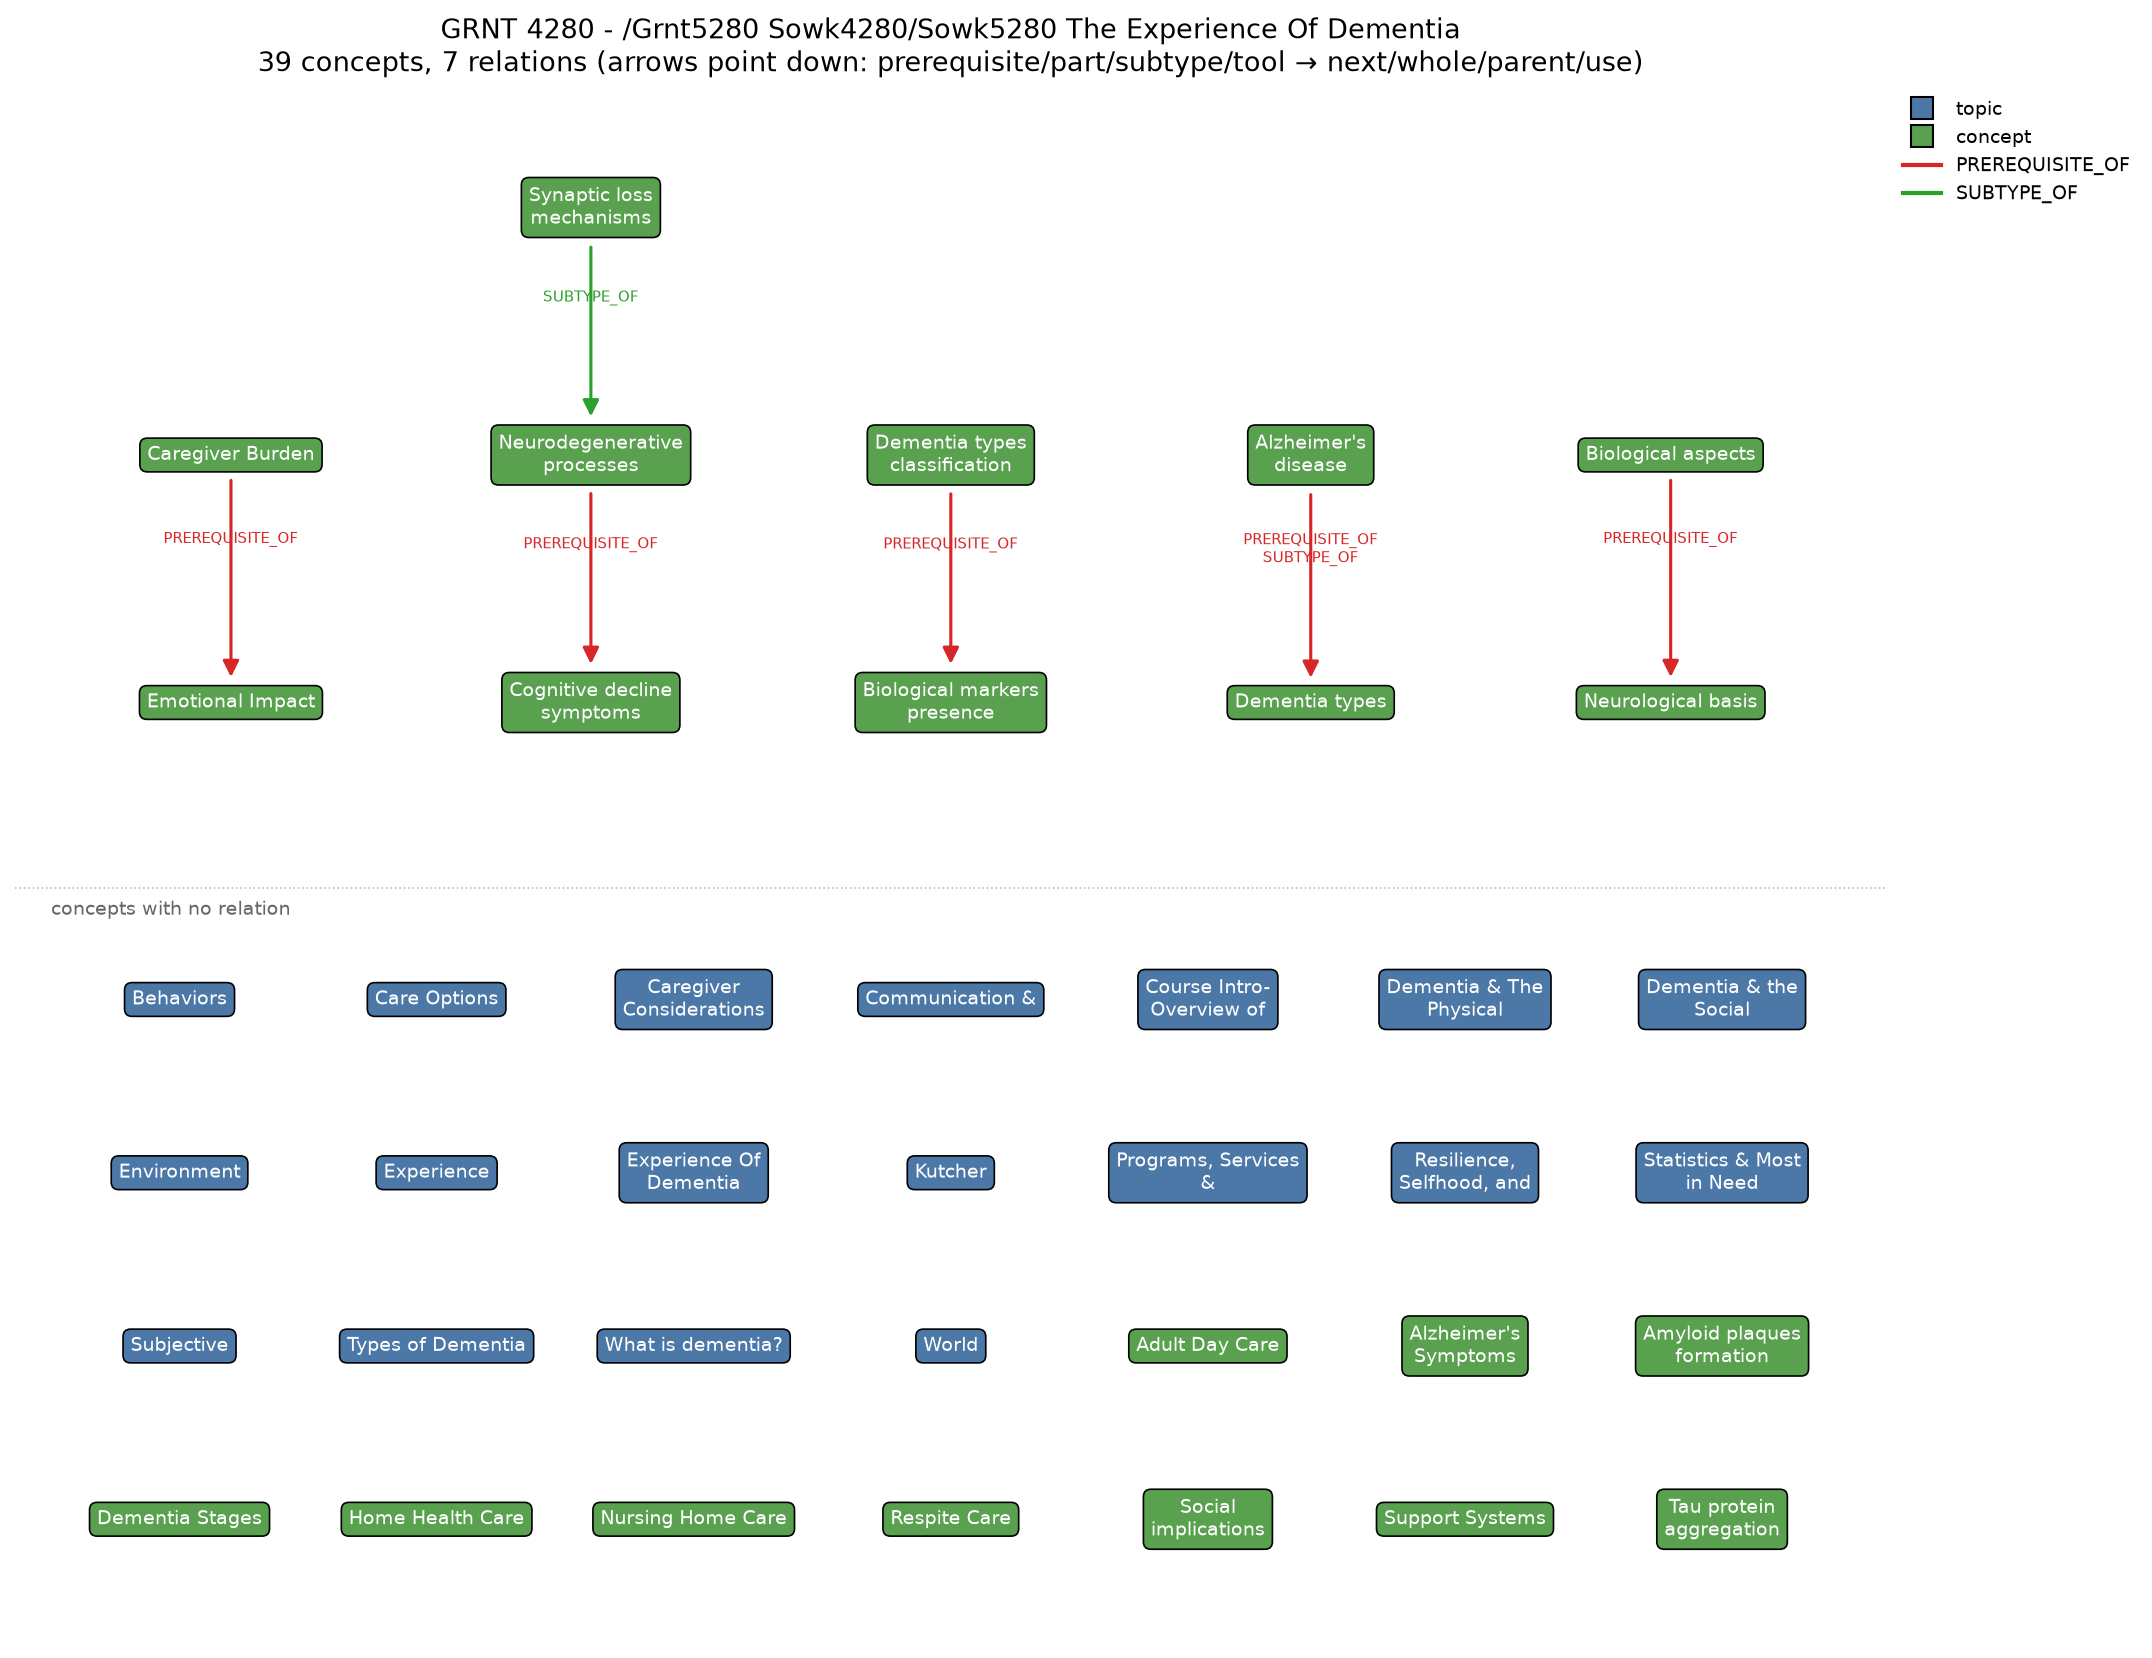 GRNT 4280 - /Grnt5280 Sowk4280/Sowk5280 The Experience Of Dementia
39 concepts, 7 relations (arrows point down: prerequisite/part/subtype/tool → next/whole/parent/use)
topic
concept
PREREQUISITE_OF
SUBTYPE_OF
Synaptic loss
mechanisms
SUBTYPE_OF
Caregiver Burden
Neurodegenerative
processes
Dementia types
classification
Alzheimer's
disease
Biological aspects
PREREQUISITE_OF
PREREQUISITE_OF
PREREQUISITE_OF
PREREQUISITE_OF
SUBTYPE_OF
PREREQUISITE_OF
Emotional Impact
Cognitive decline
symptoms
Biological markers
presence
Dementia types
Neurological basis
concepts with no relation
Behaviors
Care Options
Caregiver
Considerations
Communication &
Course Intro-
Overview of
Dementia & The
Physical
Dementia & the
Social
Environment
Experience
Experience Of
Dementia
Kutcher
Programs, Services
&
Resilience,
Selfhood, and
Statistics & Most
in Need
Subjective
Types of Dementia
What is dementia?
World
Adult Day Care
Alzheimer's
Symptoms
Amyloid plaques
formation
Dementia Stages
Home Health Care
Nursing Home Care
Respite Care
Social
implications
Support Systems
Tau protein
aggregation